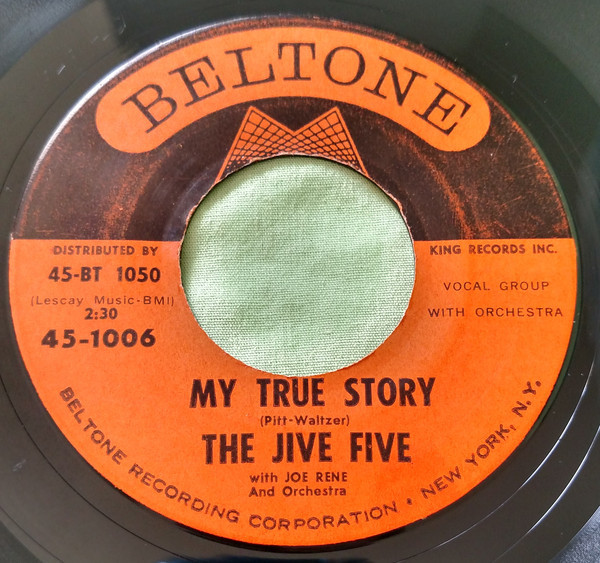 BELTONE
DISTRIBUTED BY
KING RECORDS INC.
45-BT 1050
(Lescay Music-BMI)
2:30
45-1006
VOCAL GROUP
WITH ORCHESTRA
MY TRUE STORY
(Pitt-Waltzer)
THE JIVE FIVE
with JOE RENE
And Orchestra
BELTONE RECORDING CORPORATION • NEW YORK, N.Y.